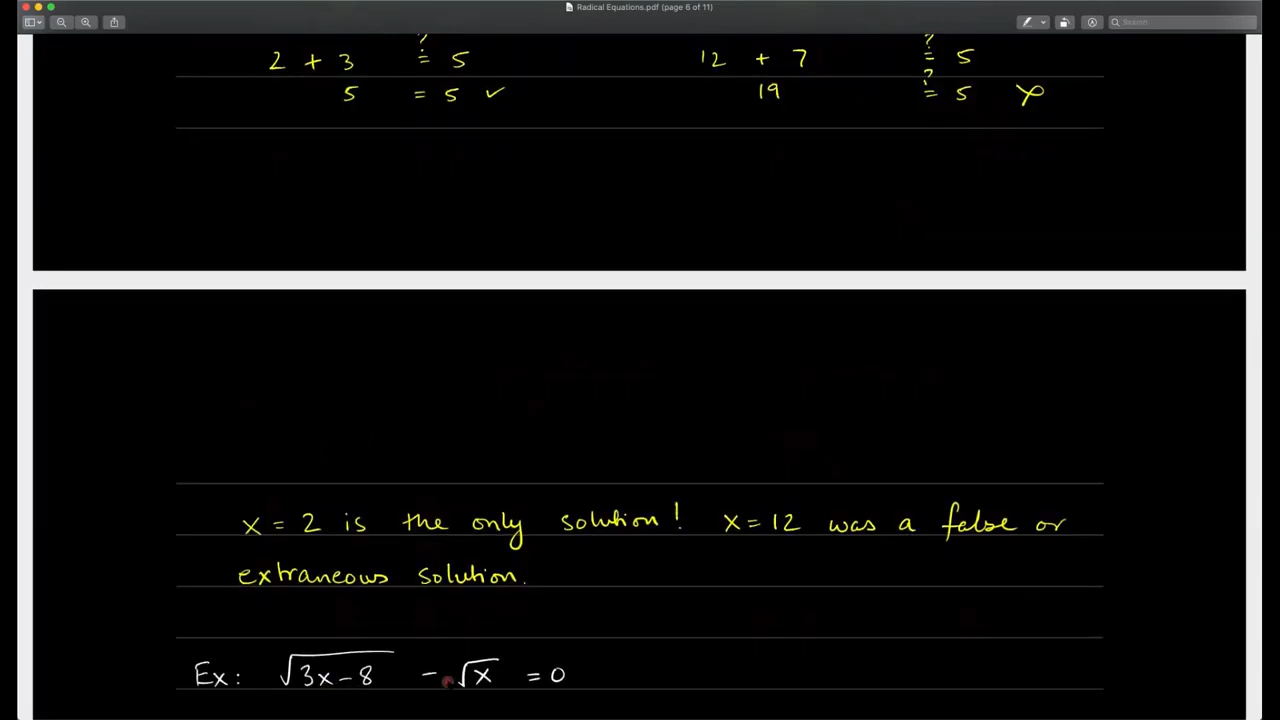 Radical Equations.pdf (page 6 of 11)
Search
2 + 3 ≟ 5
12 + 7 ≟ 5
5 = 5 ✓
19 ≟ 5 ✗
x = 2 is the only solution! x = 12 was a false or
extraneous solution.
Ex: √(3x-8) - √x = 0